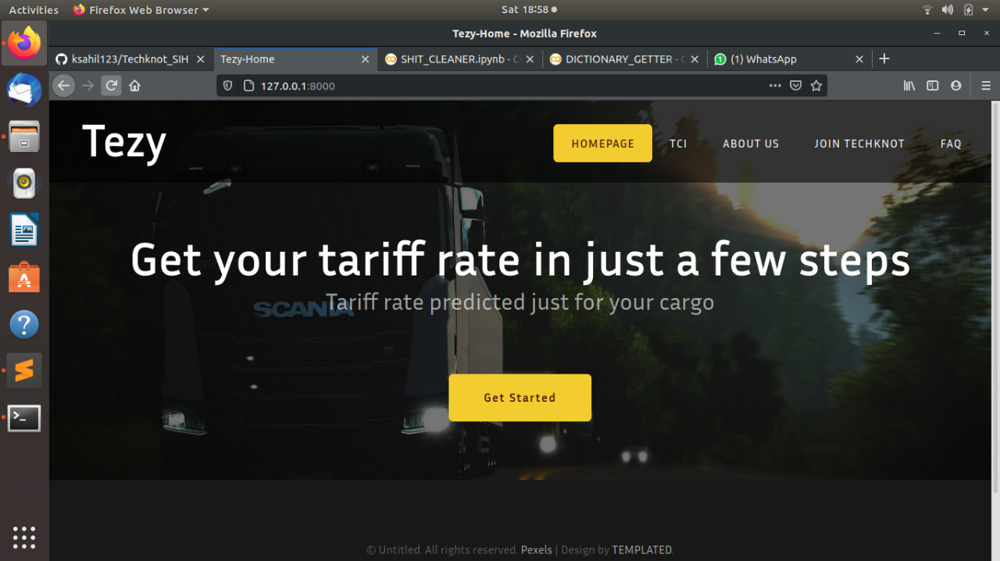 Activities Firefox Web Browser Sat 18:58
Tezy-Home - Mozilla Firefox
ksahil123/Techknot_SIH Tezy-Home SHIT_CLEANER.ipynb - C DICTIONARY_GETTER - C (1) WhatsApp
127.0.0.1:8000
Tezy HOMEPAGE TCI ABOUT US JOIN TECHKNOT FAQ
Get your tariff rate in just a few steps
Tariff rate predicted just for your cargo
SCANIA
Get Started
© Untitled. All rights reserved. Pexels | Design by TEMPLATED.